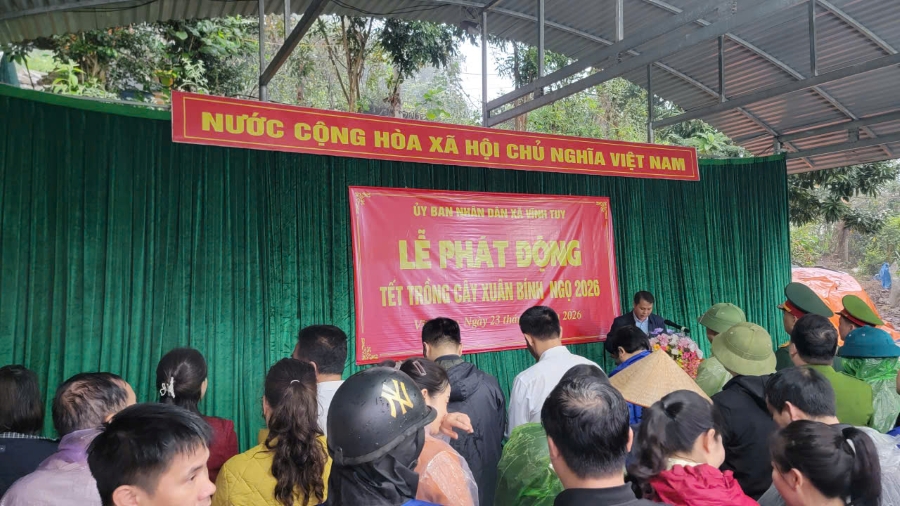 NƯỚC CỘNG HÒA XÃ HỘI CHỦ NGHĨA VIỆT NAM
ỦY BAN NHÂN DÂN XÃ VĨNH TUY
LỄ PHÁT ĐỘNG
TẾT TRỒNG CÂY XUÂN BÍNH NGỌ 2026
Ngày 23 2026
NY